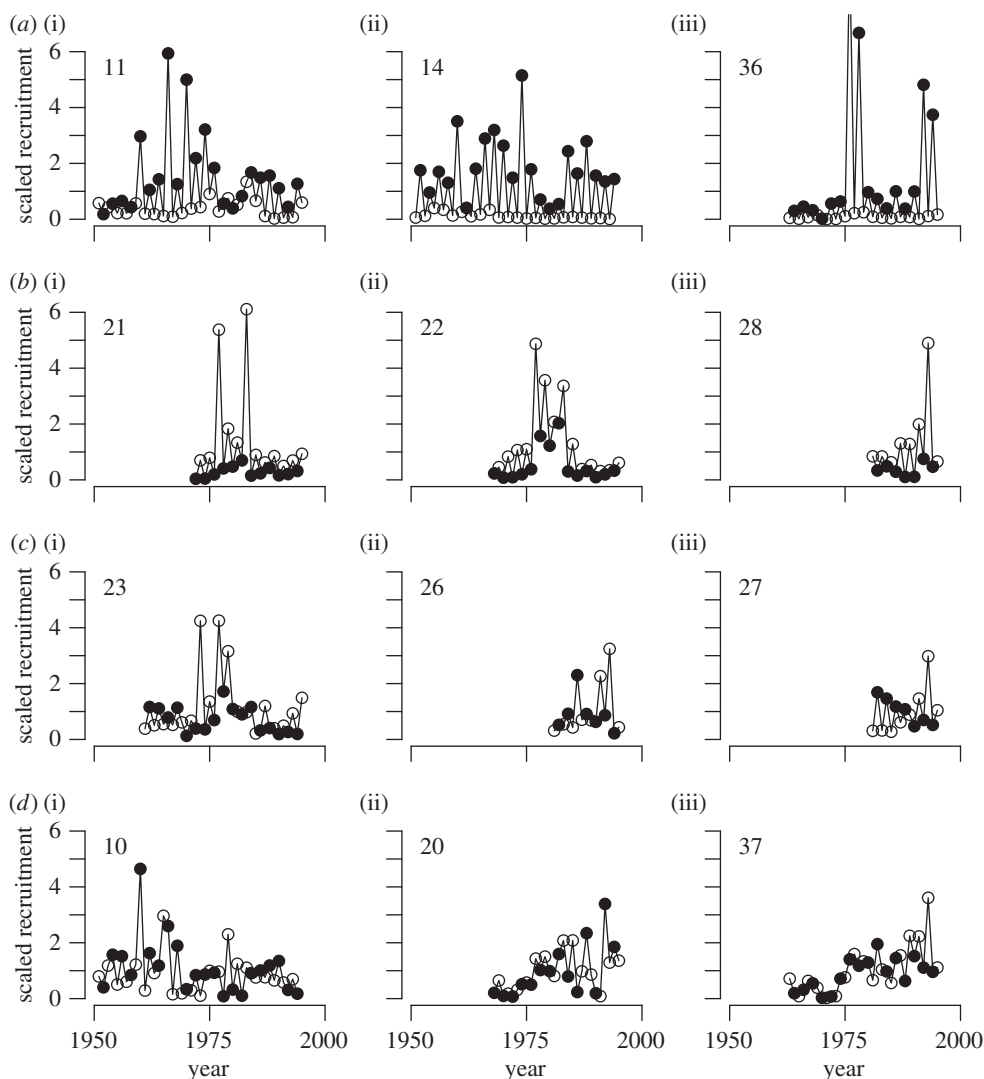 (a) (i) (ii) (iii)
scaled recruitment
6
4
2
0
11 14 36
(b) (i) (ii) (iii)
scaled recruitment
6
4
2
0
21 22 28
(c) (i) (ii) (iii)
scaled recruitment
6
4
2
0
23 26 27
(d) (i) (ii) (iii)
scaled recruitment
6
4
2
0
10 20 37
1950 1975 2000 1950 1975 2000 1950 1975 2000
year year year